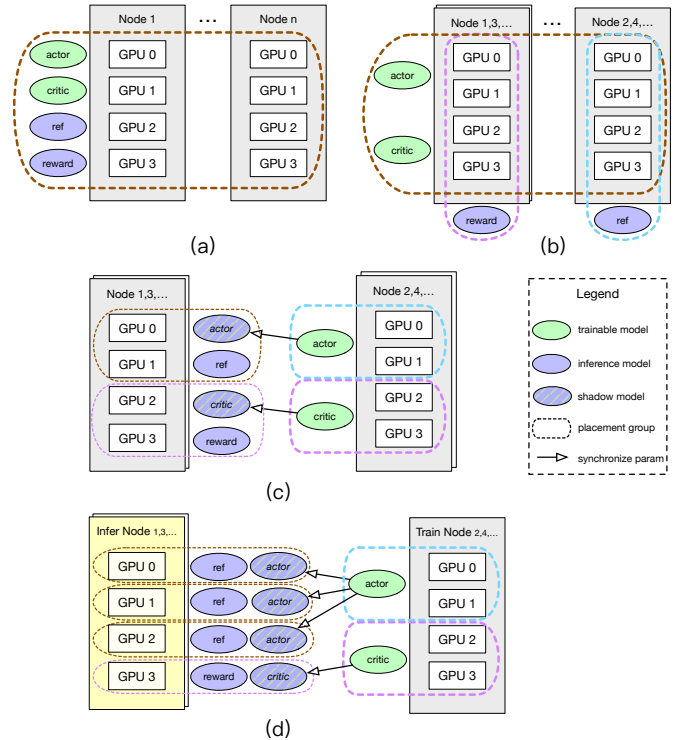 Node 1
...
Node n
actor
critic
ref
reward
GPU 0
GPU 1
GPU 2
GPU 3
GPU 0
GPU 1
GPU 2
GPU 3
(a)
Node 1,3,...
...
Node 2,4,...
actor
critic
GPU 0
GPU 1
GPU 2
GPU 3
GPU 0
GPU 1
GPU 2
GPU 3
reward
ref
(b)
Node 1,3,...
Node 2,4,...
GPU 0
GPU 1
GPU 2
GPU 3
actor
ref
critic
reward
actor
critic
GPU 0
GPU 1
GPU 2
GPU 3
(c)
Legend
trainable model
inference model
shadow model
placement group
synchronize param
Infer Node 1,3,...
Train Node 2,4,...
GPU 0
ref
actor
GPU 1
ref
actor
GPU 2
ref
actor
GPU 3
reward
critic
actor
critic
GPU 0
GPU 1
GPU 2
GPU 3
(d)